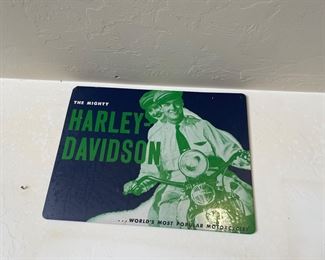 THE MIGHTY
HARLEY-
DAVIDSON
...WORLD'S MOST POPULAR MOTORCYCLE!